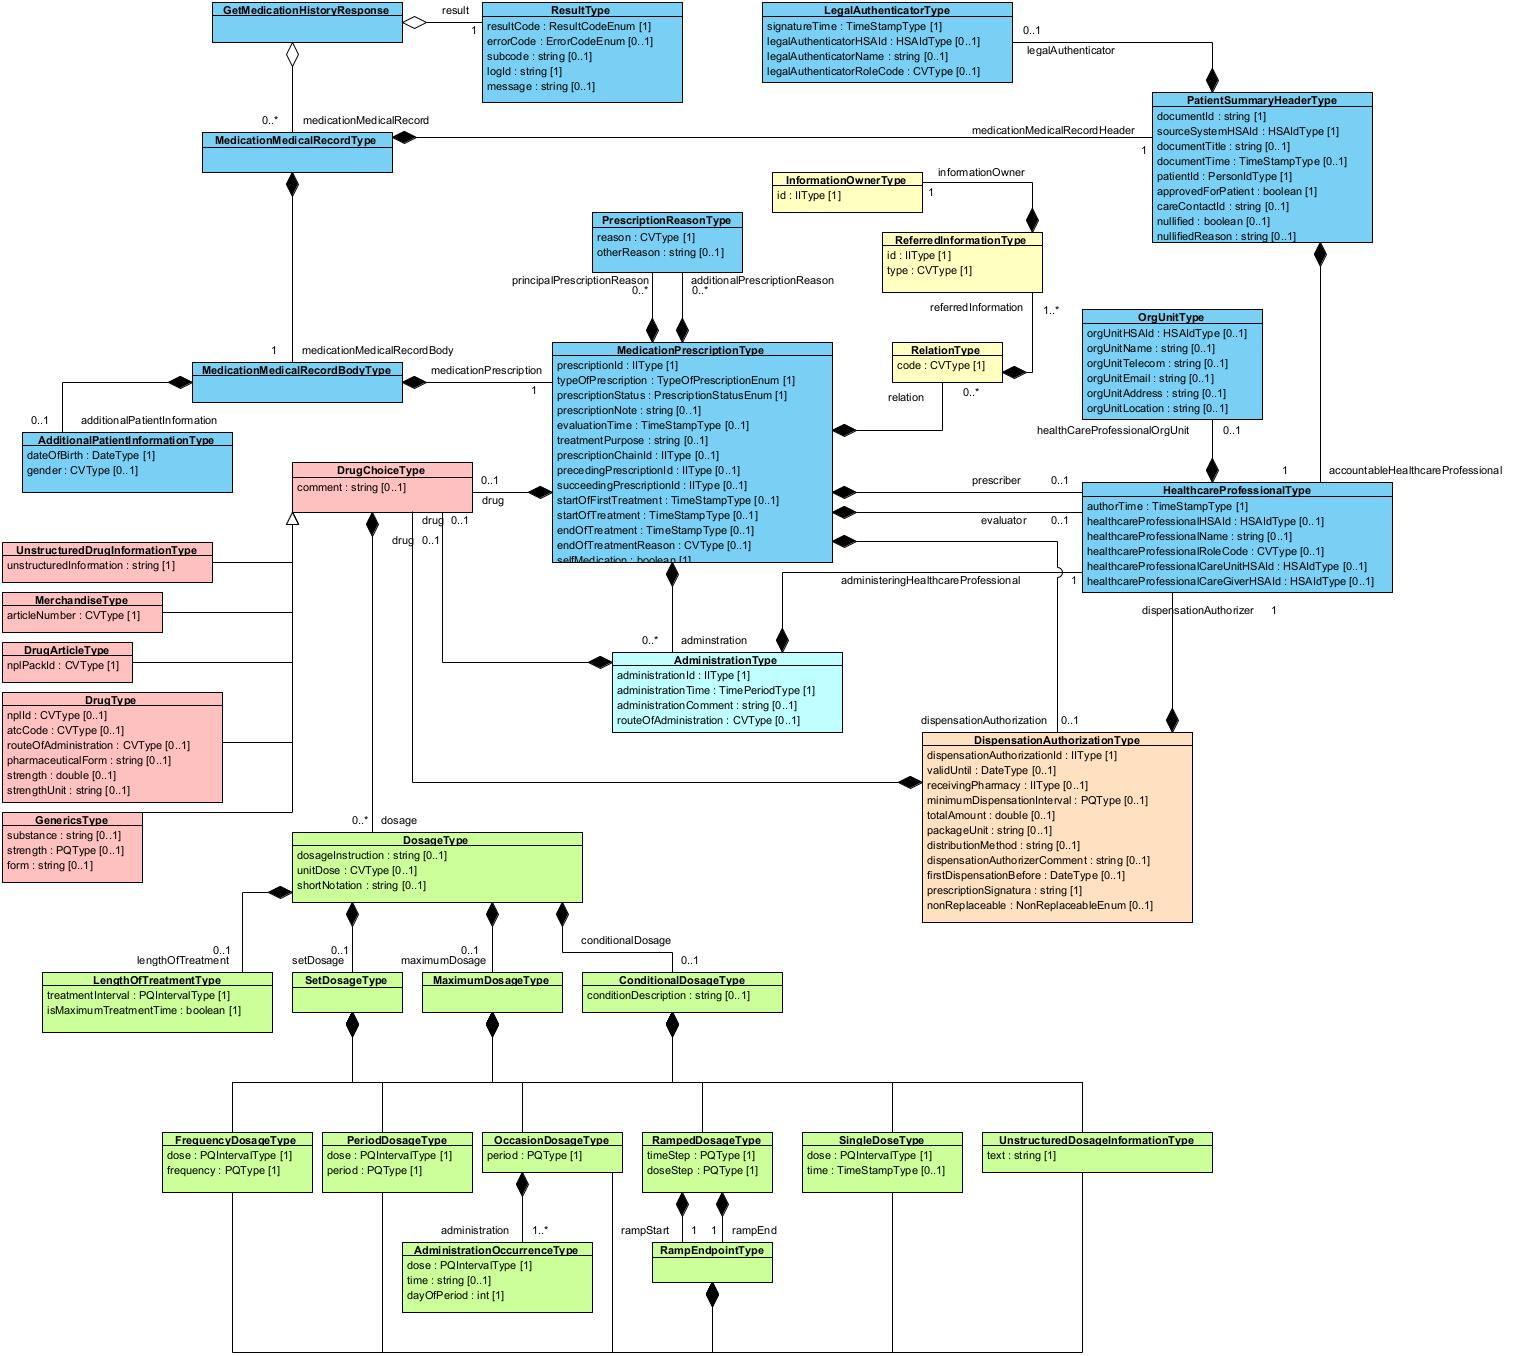 GetMedicationHistoryResponse
result
1
ResultType
resultCode : ResultCodeEnum [1]
errorCode : ErrorCodeEnum [0..1]
subcode : string [0..1]
logId : string [1]
message : string [0..1]
LegalAuthenticatorType
signatureTime : TimeStampType [1]
legalAuthenticatorHSAId : HSAIdType [0..1]
legalAuthenticatorName : string [0..1]
legalAuthenticatorRoleCode : CVType [0..1]
0..1
legalAuthenticator
PatientSummaryHeaderType
documentId : string [1]
sourceSystemHSAId : HSAIdType [1]
documentTitle : string [0..1]
documentTime : TimeStampType [0..1]
patientId : PersonIdType [1]
approvedForPatient : boolean [1]
careContactId : string [0..1]
nullified : boolean [0..1]
nullifiedReason : string [0..1]
0..* medicationMedicalRecord
MedicationMedicalRecordType
medicationMedicalRecordHeader
1
InformationOwnerType
id : IIType [1]
informationOwner
1
ReferredInformationType
id : IIType [1]
type : CVType [1]
referredInformation 1..*
PrescriptionReasonType
reason : CVType [1]
otherReason : string [0..1]
principalPrescriptionReason
0..*
additionalPrescriptionReason
0..*
RelationType
code : CVType [1]
relation
0..*
OrgUnitType
orgUnitHSAId : HSAIdType [0..1]
orgUnitName : string [0..1]
orgUnitTelecom : string [0..1]
orgUnitEmail : string [0..1]
orgUnitAddress : string [0..1]
orgUnitLocation : string [0..1]
healthCareProfessionalOrgUnit 0..1
1 accountableHealthcareProfessional
1 medicationMedicalRecordBody
MedicationMedicalRecordBodyType
medicationPrescription
1
0..1 additionalPatientInformation
AdditionalPatientInformationType
dateOfBirth : DateType [1]
gender : CVType [0..1]
MedicationPrescriptionType
prescriptionId : IIType [1]
typeOfPrescription : TypeOfPrescriptionEnum [1]
prescriptionStatus : PrescriptionStatusEnum [1]
prescriptionNote : string [0..1]
evaluationTime : TimeStampType [0..1]
treatmentPurpose : string [0..1]
prescriptionChainId : IIType [0..1]
precedingPrescriptionId : IIType [0..1]
succeedingPrescriptionId : IIType [0..1]
startOfFirstTreatment : TimeStampType [0..1]
startOfTreatment : TimeStampType [0..1]
endOfTreatment : TimeStampType [0..1]
endOfTreatmentReason : CVType [0..1]
selfMedication : boolean [1]
prescriber 0..1
evaluator 0..1
HealthcareProfessionalType
authorTime : TimeStampType [1]
healthcareProfessionalHSAId : HSAIdType [0..1]
healthcareProfessionalName : string [0..1]
healthcareProfessionalRoleCode : CVType [0..1]
healthcareProfessionalCareUnitHSAId : HSAIdType [0..1]
healthcareProfessionalCareGiverHSAId : HSAIdType [0..1]
administeringHealthcareProfessional 1
dispensationAuthorizer 1
DrugChoiceType
comment : string [0..1]
0..1
drug
drug 0..1
drug 0..1
UnstructuredDrugInformationType
unstructuredInformation : string [1]
MerchandiseType
articleNumber : CVType [1]
DrugArticleType
nplPackId : CVType [1]
DrugType
nplId : CVType [0..1]
atcCode : CVType [0..1]
routeOfAdministration : CVType [0..1]
pharmaceuticalForm : string [0..1]
strength : double [0..1]
strengthUnit : string [0..1]
GenericsType
substance : string [0..1]
strength : PQType [0..1]
form : string [0..1]
0..* adminstration
AdministrationType
administrationId : IIType [1]
administrationTime : TimePeriodType [1]
administrationComment : string [0..1]
routeOfAdministration : CVType [0..1]
dispensationAuthorization 0..1
DispensationAuthorizationType
dispensationAuthorizationId : IIType [1]
validUntil : DateType [0..1]
receivingPharmacy : IIType [0..1]
minimumDispensationInterval : PQType [0..1]
totalAmount : double [0..1]
packageUnit : string [0..1]
distributionMethod : string [0..1]
dispensationAuthorizerComment : string [0..1]
firstDispensationBefore : DateType [0..1]
prescriptionSignatura : string [1]
nonReplaceable : NonReplaceableEnum [0..1]
0..* dosage
DosageType
dosageInstruction : string [0..1]
unitDose : CVType [0..1]
shortNotation : string [0..1]
0..1
lengthOfTreatment
0..1
setDosage
0..1
maximumDosage
conditionalDosage
0..1
LengthOfTreatmentType
treatmentInterval : PQIntervalType [1]
isMaximumTreatmentTime : boolean [1]
SetDosageType
MaximumDosageType
ConditionalDosageType
conditionDescription : string [0..1]
FrequencyDosageType
dose : PQIntervalType [1]
frequency : PQType [1]
PeriodDosageType
dose : PQIntervalType [1]
period : PQType [1]
OccasionDosageType
period : PQType [1]
RampedDosageType
timeStep : PQType [1]
doseStep : PQType [1]
SingleDoseType
dose : PQIntervalType [1]
time : TimeStampType [0..1]
UnstructuredDosageInformationType
text : string [1]
administration 1..*
rampStart 1
1 rampEnd
AdministrationOccurrenceType
dose : PQIntervalType [1]
time : string [0..1]
dayOfPeriod : int [1]
RampEndpointType